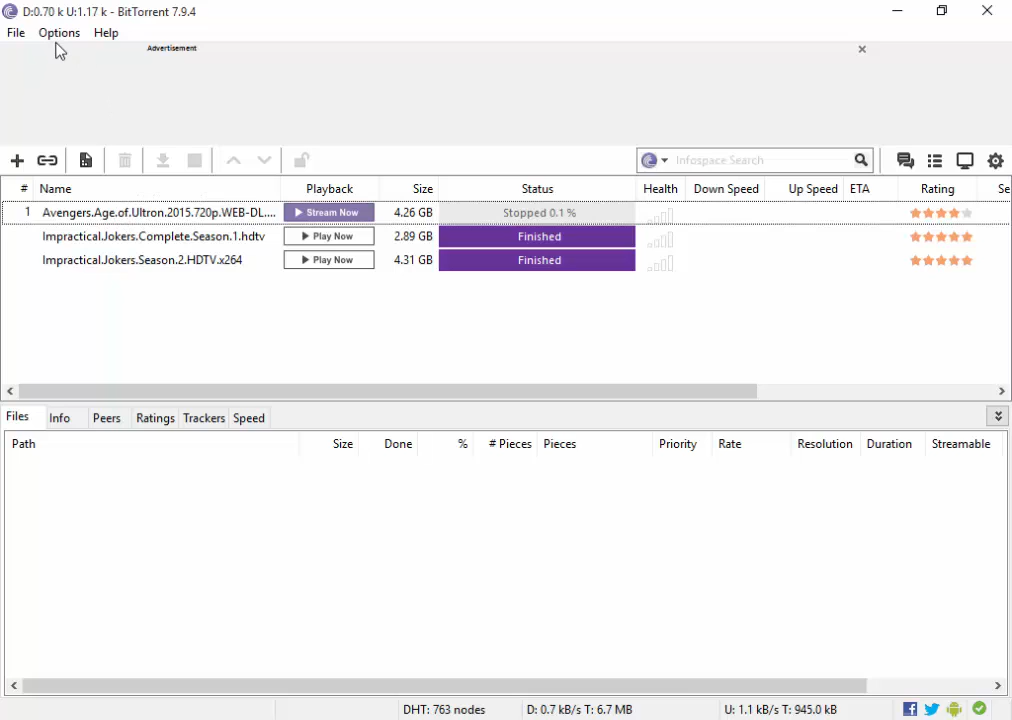 D:0.70 k U:1.17 k - BitTorrent 7.9.4
File Options Help
Advertisement
Infospace Search
# Name Playback Size Status Health Down Speed Up Speed ETA Rating Se
1 Avengers.Age.of.Ultron.2015.720p.WEB-DL.... Stream Now 4.26 GB Stopped 0.1 %
Impractical.Jokers.Complete.Season.1.hdtv Play Now 2.89 GB Finished
Impractical.Jokers.Season.2.HDTV.x264 Play Now 4.31 GB Finished
Files Info Peers Ratings Trackers Speed
Path Size Done % # Pieces Pieces Priority Rate Resolution Duration Streamable
DHT: 763 nodes D: 0.7 kB/s T: 6.7 MB U: 1.1 kB/s T: 945.0 kB